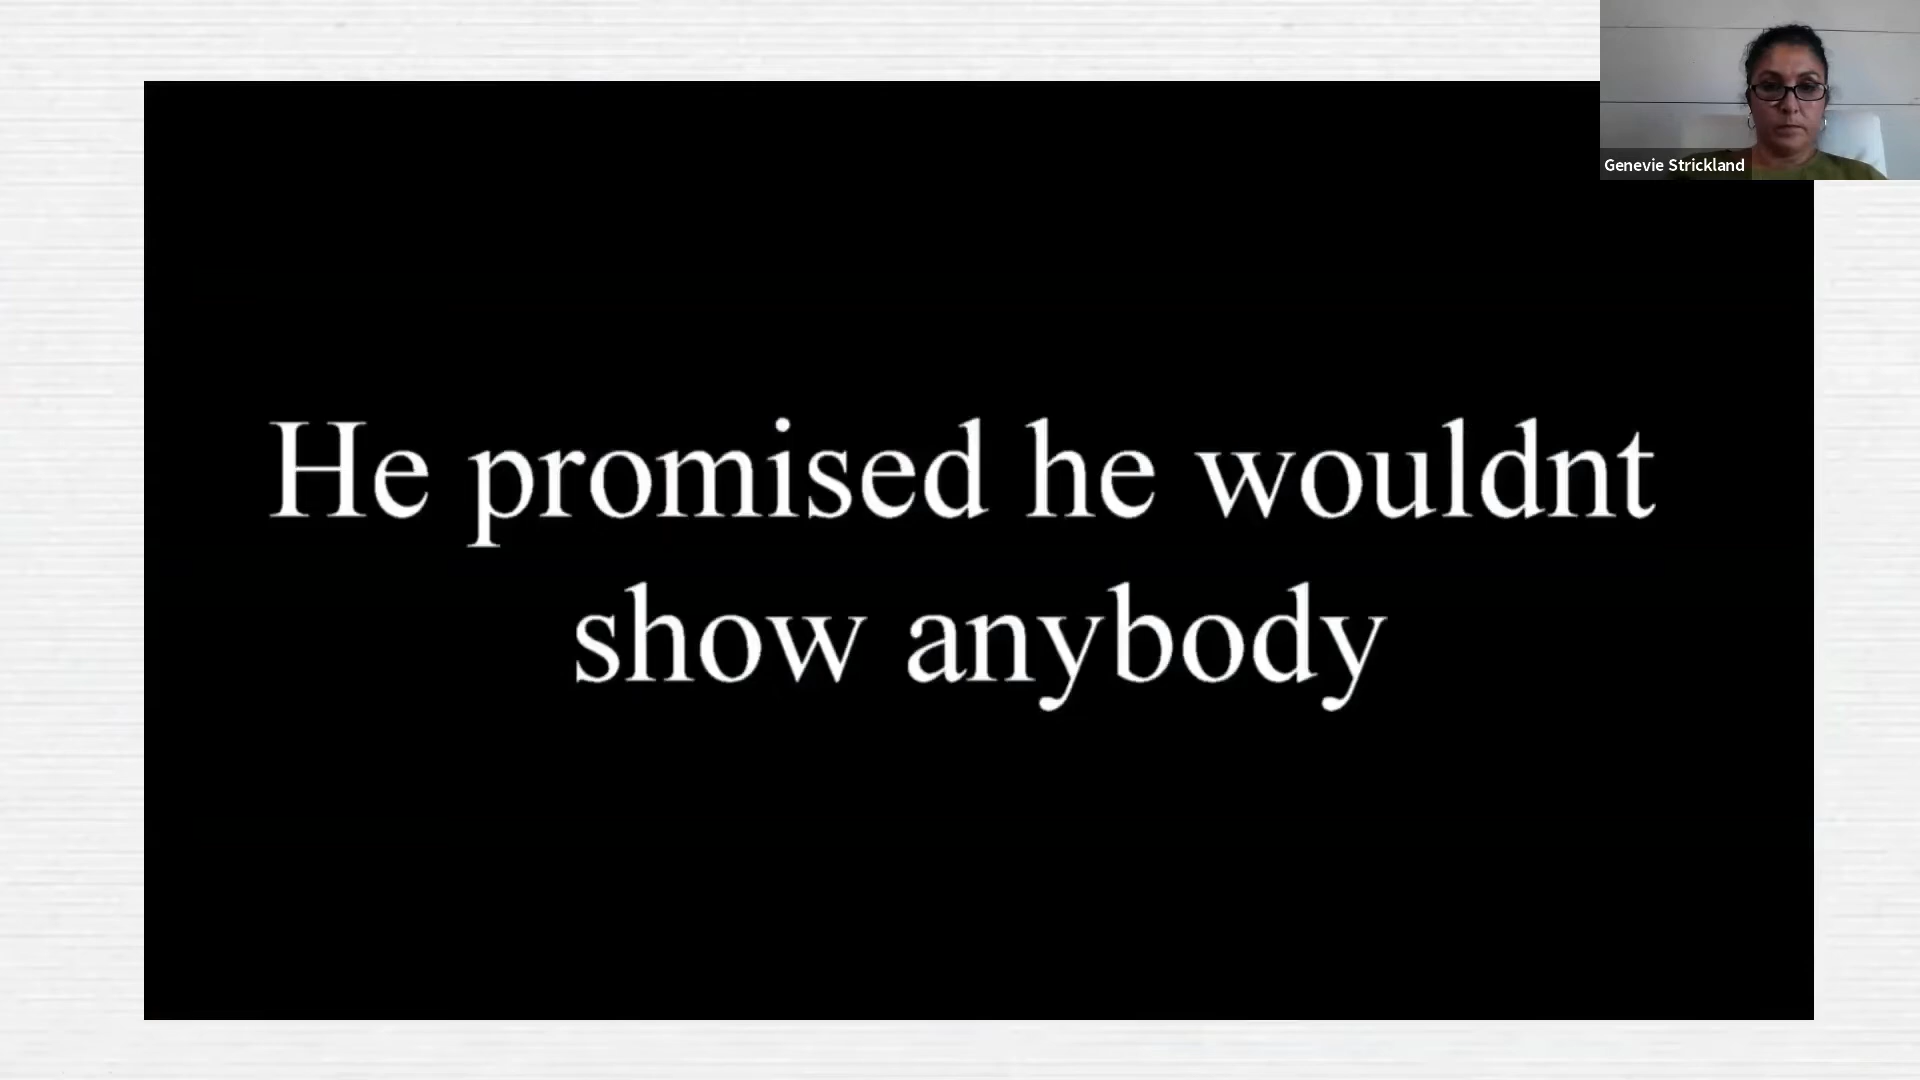 Genevie Strickland
He promised he wouldnt
show anybody